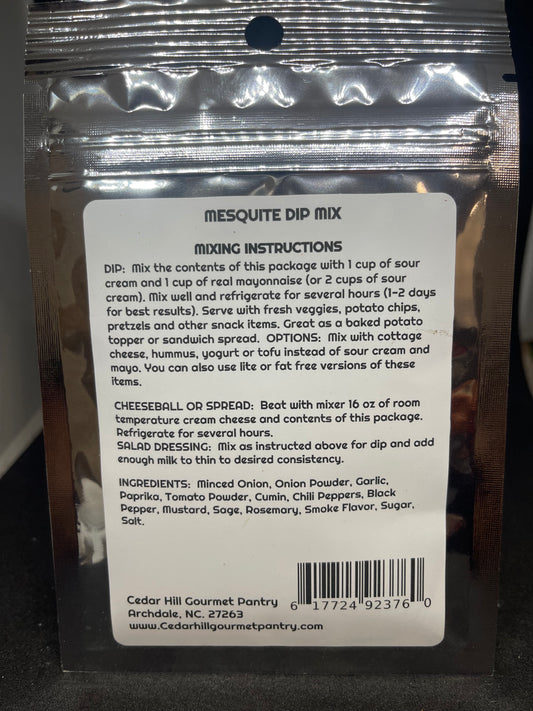 MESQUITE DIP MIX
MIXING INSTRUCTIONS
DIP: Mix the contents of this package with 1 cup of sour
cream and 1 cup of real mayonnaise (or 2 cups of sour
cream). Mix well and refrigerate for several hours (1-2 days
for best results). Serve with fresh veggies, potato chips,
pretzels and other snack items. Great as a baked potato
topper or sandwich spread. OPTIONS: Mix with cottage
cheese, hummus, yogurt or tofu instead of sour cream and
mayo. You can also use lite or fat free versions of these
items.
CHEESEBALL OR SPREAD: Beat with mixer 16 oz of room
temperature cream cheese and contents of this package.
Refrigerate for several hours.
SALAD DRESSING: Mix as instructed above for dip and add
enough milk to thin to desired consistency.
INGREDIENTS: Minced Onion, Onion Powder, Garlic,
Paprika, Tomato Powder, Cumin, Chili Peppers, Black
Pepper, Mustard, Sage, Rosemary, Smoke Flavor, Sugar,
Salt.
Cedar Hill Gourmet Pantry
Archdale, NC. 27263
www.Cedarhillgourmetpantry.com
6 17724 92376 0